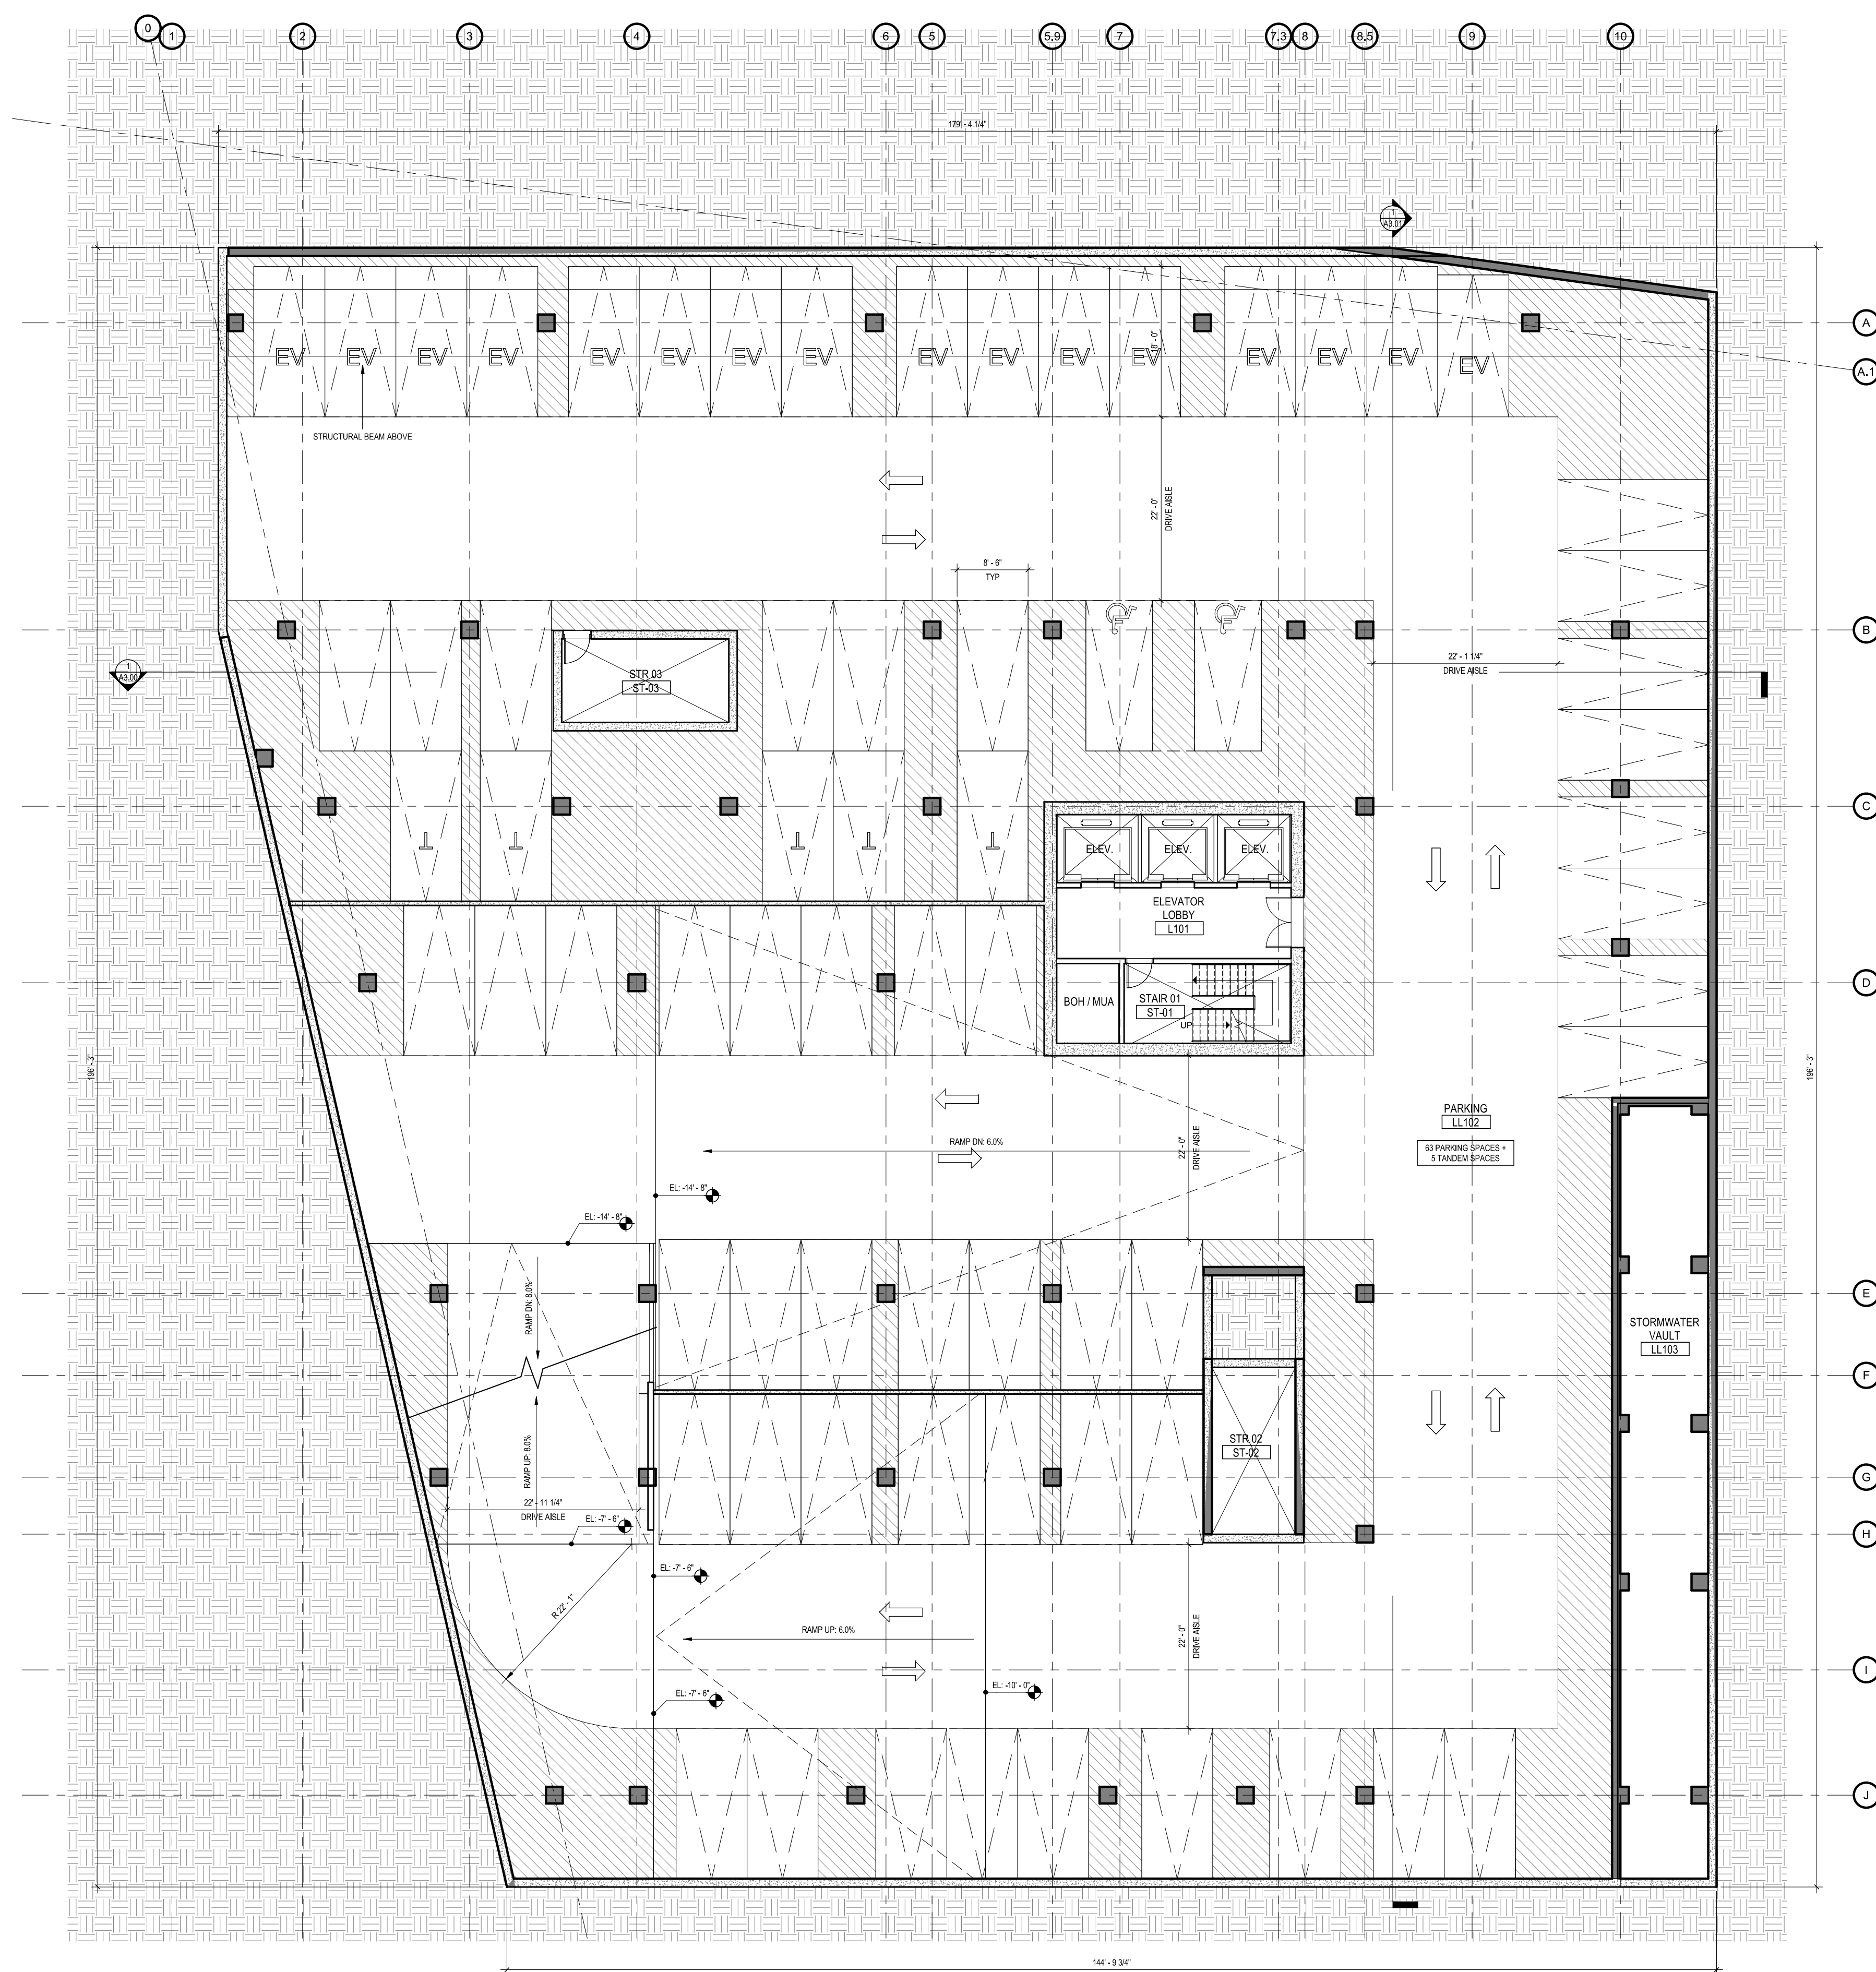 0 1 2 3 4 6 5 5.9 7 7.3 8 8.5 9 10
179' - 4 1/4"
1
A3.01
A
A.1
18' - 0"
EV EV EV EV EV EV EV EV EV EV EV EV EV EV EV EV
STRUCTURAL BEAM ABOVE
22' - 0"
DRIVE AISLE
8' - 6"
TYP
B
1
A3.00
STR 03
ST-03
22' - 1 1/4"
DRIVE AISLE
C
T T T T T
ELEV. ELEV. ELEV.
ELEVATOR
LOBBY
L101
D
BOH / MUA
STAIR 01
ST-01
UP
196' - 3"
196' - 3"
PARKING
LL102
63 PARKING SPACES +
5 TANDEM SPACES
RAMP DN: 6.0%
22' - 0"
DRIVE AISLE
EL: -14' - 8"
EL: -14' - 8"
E
RAMP DN: 8.0%
STORMWATER
VAULT
LL103
F
RAMP UP: 8.0%
STR 02
ST-02
G
22' - 11 1/4"
DRIVE AISLE
EL: -7' - 6"
H
EL: -7' - 6"
R 22' - 1"
RAMP UP: 6.0%
22' - 0"
DRIVE AISLE
I
EL: -7' - 6"
EL: -10' - 0"
J
144' - 9 3/4"